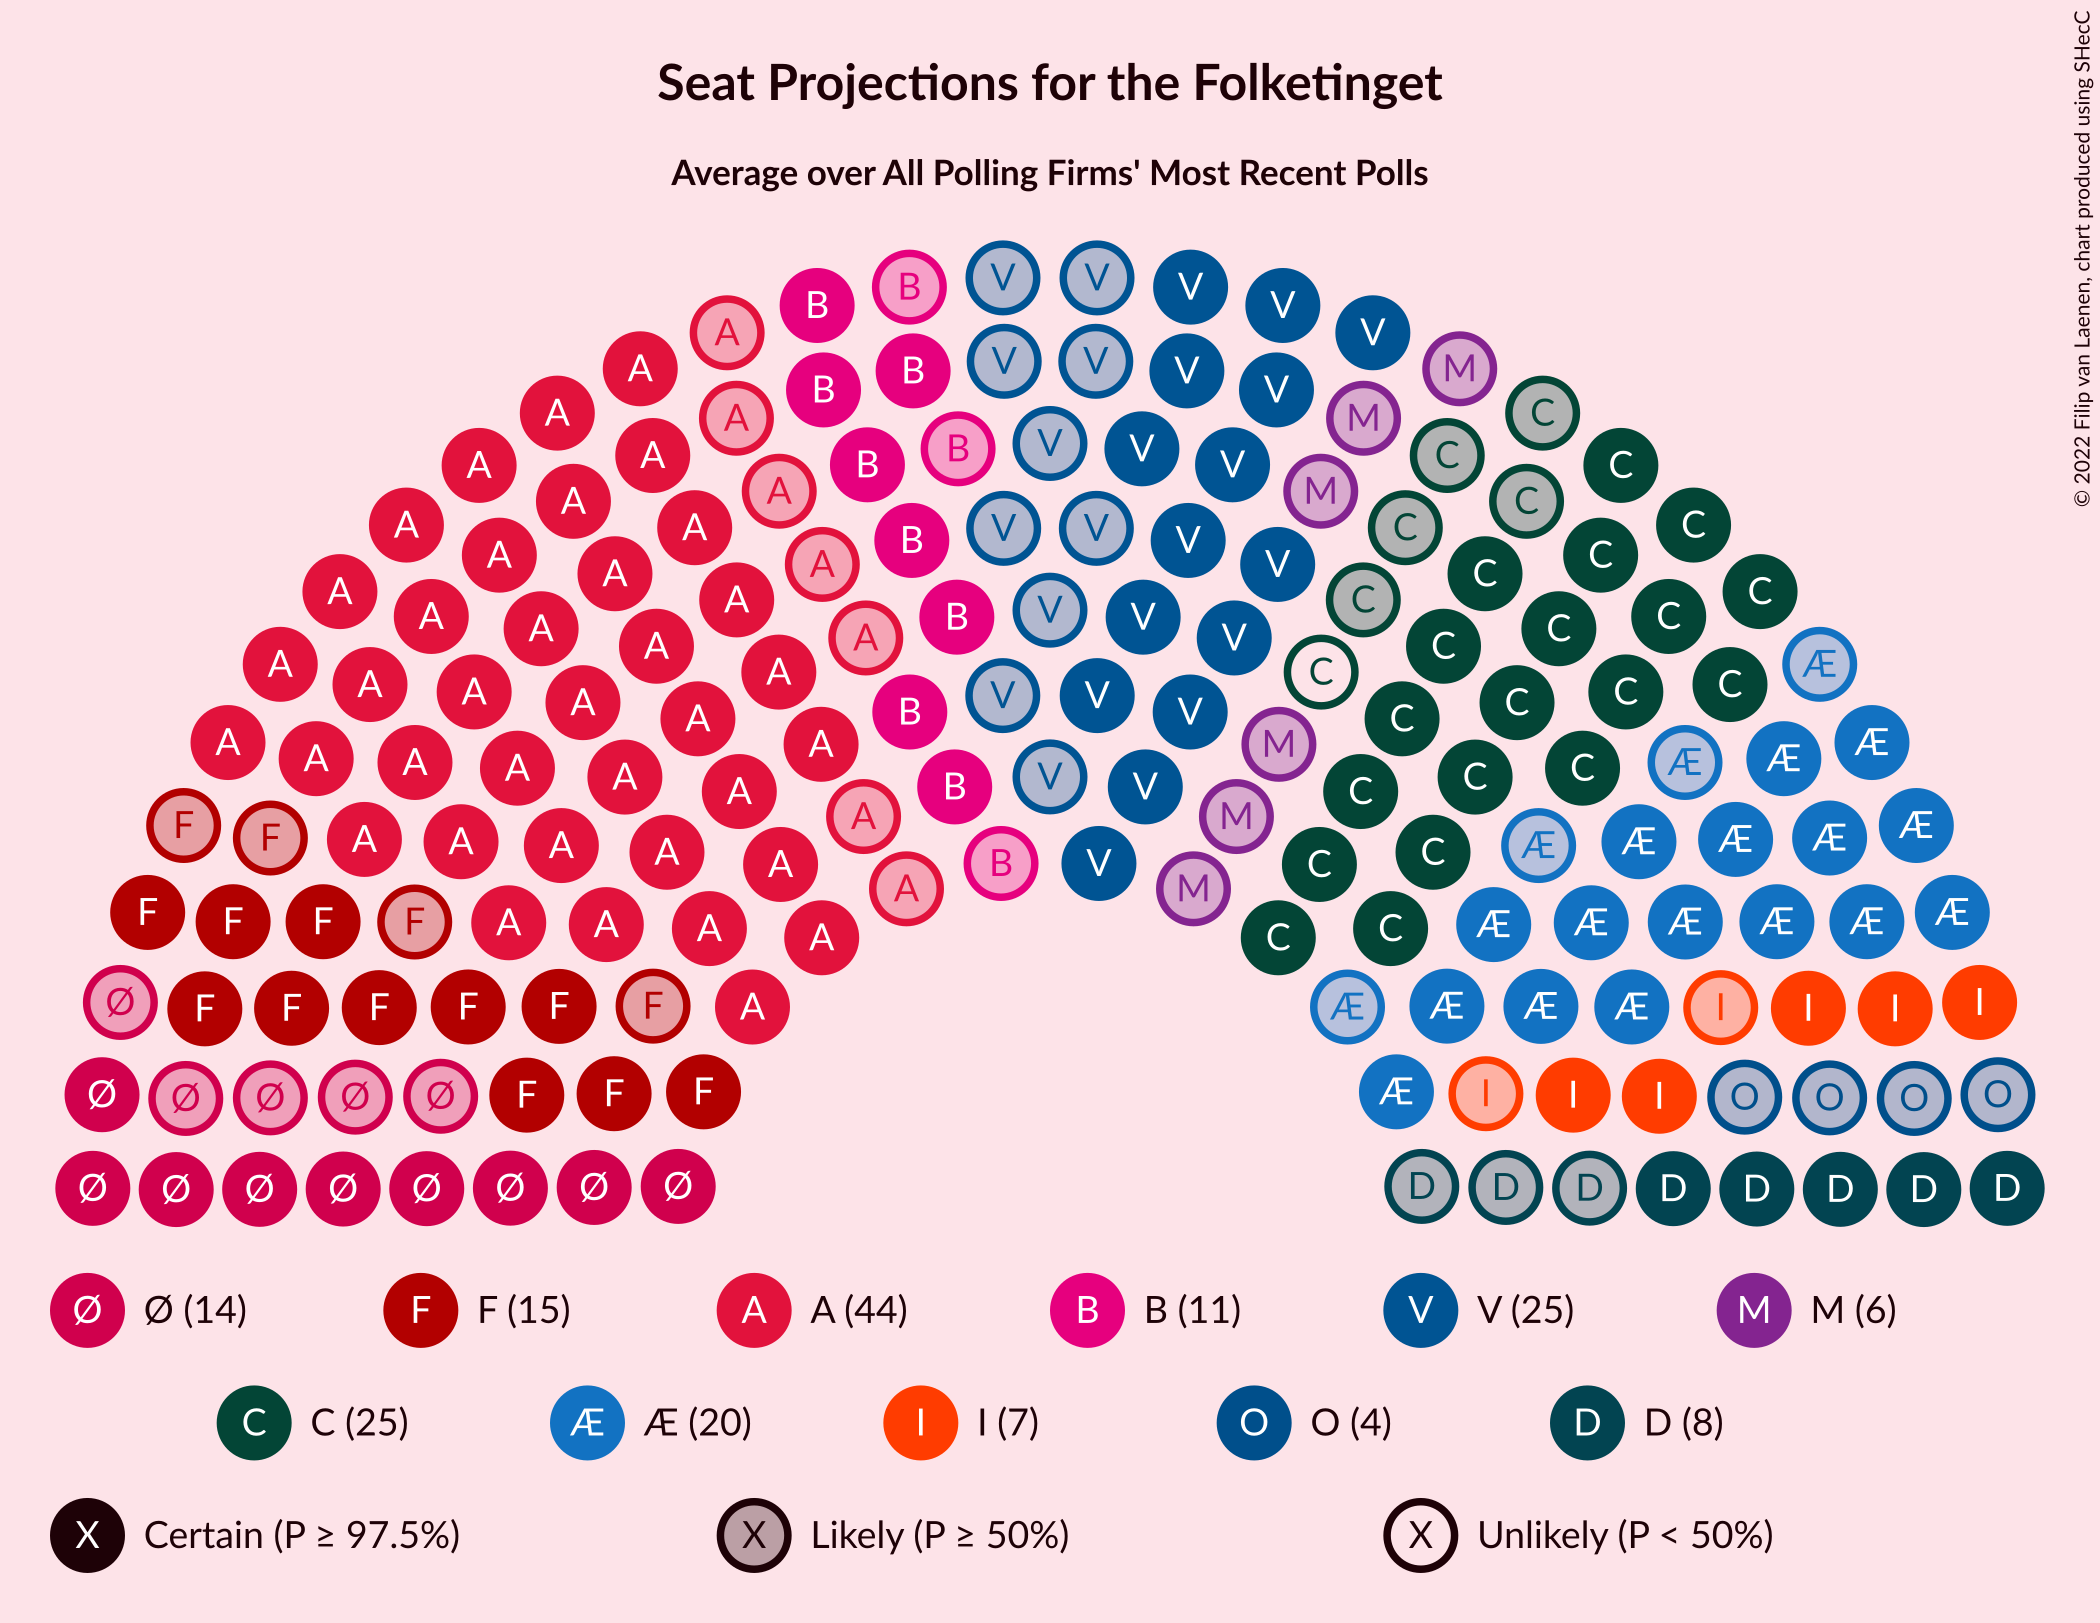 Seat Projections for the Folketinget
Average over All Polling Firms' Most Recent Polls
© 2022 Filip van Laenen, chart produced using SHecC
B B V V V V
A V
A B B V V V V M
A A M C
A A B B V V V C C
A A M C
A A B V V V C C
A A A V C C
A A A B V V C C C
A A A V C C
A A A A V V C C C Æ
A A B V C C
A A A A A A V M C C Æ Æ Æ
A B V C
F F A A A A A A B V M C C Æ Æ Æ Æ Æ
F F F F A A A A A M C C Æ Æ Æ Æ Æ Æ
Ø F F F F F F A Æ Æ Æ Æ I I I I
Ø Ø Ø Ø Ø F F F Æ I I I O O O O
Ø Ø Ø Ø Ø Ø Ø Ø D D D D D D D D
Ø Ø (14) F F (15) A A (44) B B (11) V V (25) M M (6)
C C (25) Æ Æ (20) I I (7) O O (4) D D (8)
X Certain (P ≥ 97.5%) X Likely (P ≥ 50%) X Unlikely (P < 50%)